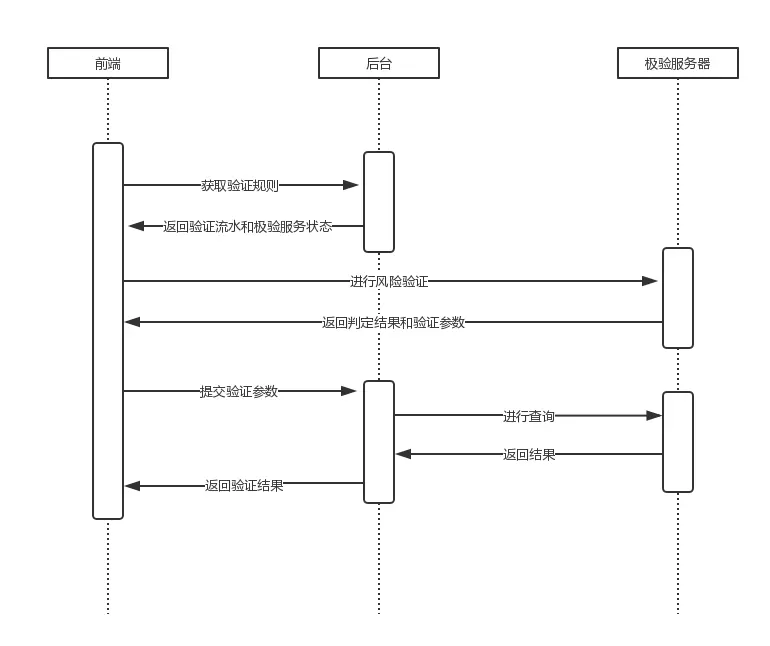 前端
后台
极验服务器
获取验证规则
返回验证流水和极验服务状态
进行风险验证
返回判定结果和验证参数
提交验证参数
进行查询
返回结果
返回验证结果